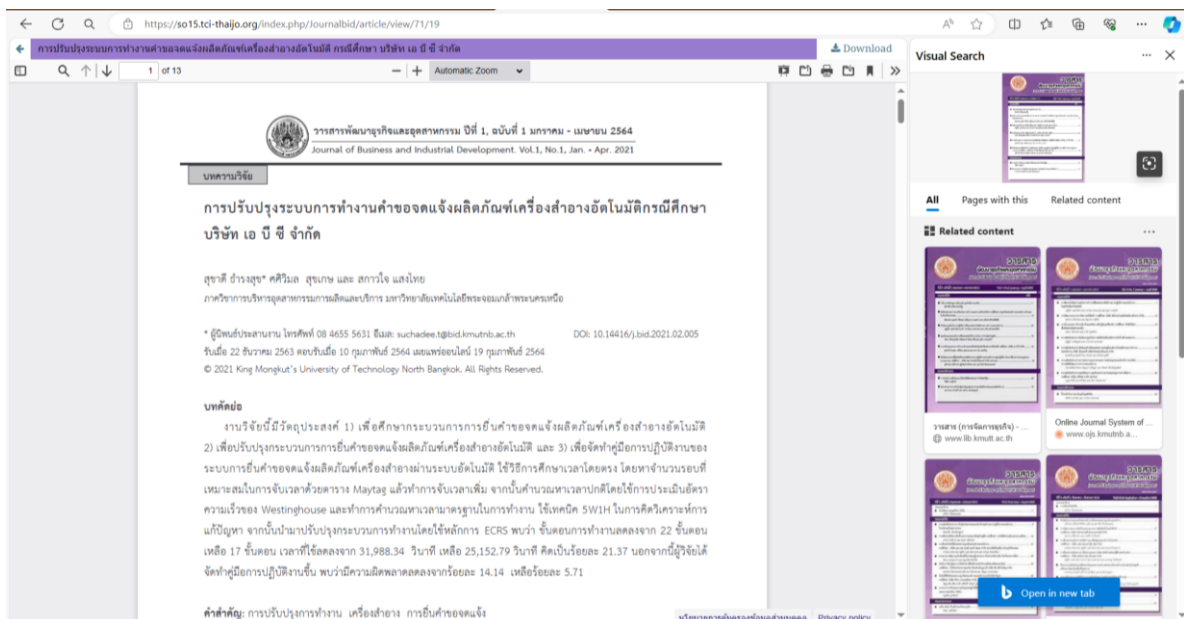 https://so15.tci-thaijo.org/index.php/Journalbid/article/view/71/19
การปรับปรุงระบบการทำงานคำขอจดแจ้งผลิตภัณฑ์เครื่องสำอางอัตโนมัติ กรณีศึกษา บริษัท เอ บี ซี จำกัด
Download
1 of 13
Automatic Zoom
วารสารพัฒนาธุรกิจและอุตสาหกรรม ปีที่ 1, ฉบับที่ 1 มกราคม - เมษายน 2564
Journal of Business and Industrial Development. Vol.1, No.1, Jan. - Apr. 2021
บทความวิจัย
การปรับปรุงระบบการทำงานคำขอจดแจ้งผลิตภัณฑ์เครื่องสำอางอัตโนมัติกรณีศึกษา
บริษัท เอ บี ซี จำกัด
สุชาดี ธำรงสุข* ศศิวิมล สุขเกษ และ สกาวใจ แสงไทย
ภาควิชาการบริหารอุตสาหกรรมการผลิตและบริการ มหาวิทยาลัยเทคโนโลยีพระจอมเกล้าพระนครเหนือ
* ผู้นิพนธ์ประสานงาน โทรศัพท์ 08 4655 5631 อีเมล: suchadee.t@bid.kmutnb.ac.th DOI: 10.14416/j.bid.2021.02.005
รับเมื่อ 22 ธันวาคม 2563 ตอบรับเมื่อ 10 กุมภาพันธ์ 2564 เผยแพร่ออนไลน์ 19 กุมภาพันธ์ 2564
© 2021 King Mongkut's University of Technology North Bangkok. All Rights Reserved.
บทคัดย่อ
งานวิจัยนี้มีวัตถุประสงค์ 1) เพื่อศึกษากระบวนการการยื่นคำขอจดแจ้งผลิตภัณฑ์เครื่องสำอางอัตโนมัติ
2) เพื่อปรับปรุงกระบวนการการยื่นคำขอจดแจ้งผลิตภัณฑ์เครื่องสำอางอัตโนมัติ และ 3) เพื่อจัดทำคู่มือการปฏิบัติงานของ
ระบบการยื่นคำขอจดแจ้งผลิตภัณฑ์เครื่องสำอางผ่านระบบอัตโนมัติ ใช้วิธีการศึกษาเวลาโดยตรง โดยหาจำนวนรอบที่
เหมาะสมในการจับเวลาด้วยตาราง Maytag แล้วทำการจับเวลาเพิ่ม จากนั้นคำนวณหาเวลาปกติโดยใช้การประเมินอัตรา
ความเร็วของ Westinghouse และทำการคำนวณหาเวลามาตรฐานในการทำงาน ใช้เทคนิค 5W1H ในการคิดวิเคราะห์การ
แก้ปัญหา จากนั้นนำมาปรับปรุงกระบวนการทำงานโดยใช้หลักการ ECRS พบว่า ขั้นตอนการทำงานลดลงจาก 22 ขั้นตอน
เหลือ 17 ขั้นตอน เวลาที่ใช้ลดลงจาก 31,988.34 วินาที เหลือ 25,152.79 วินาที คิดเป็นร้อยละ 21.37 นอกจากนี้ผู้วิจัยได้
จัดทำคู่มือการปฏิบัติงานขึ้น พบว่ามีความผิดพลาดลดลงจากร้อยละ 14.14 เหลือร้อยละ 5.71
คำสำคัญ: การปรับปรุงการทำงาน เครื่องสำอาง การยื่นคำขอจดแจ้ง
นโยบายการคุ้มครองข้อมูลส่วนบุคคล Privacy policy
Visual Search
All Pages with this Related content
Related content
วารสาร (การจัดการธุรกิจ) - ...
www.lib.kmutt.ac.th
Online Journal System of ...
www.ojs.kmutnb.a...
Open in new tab